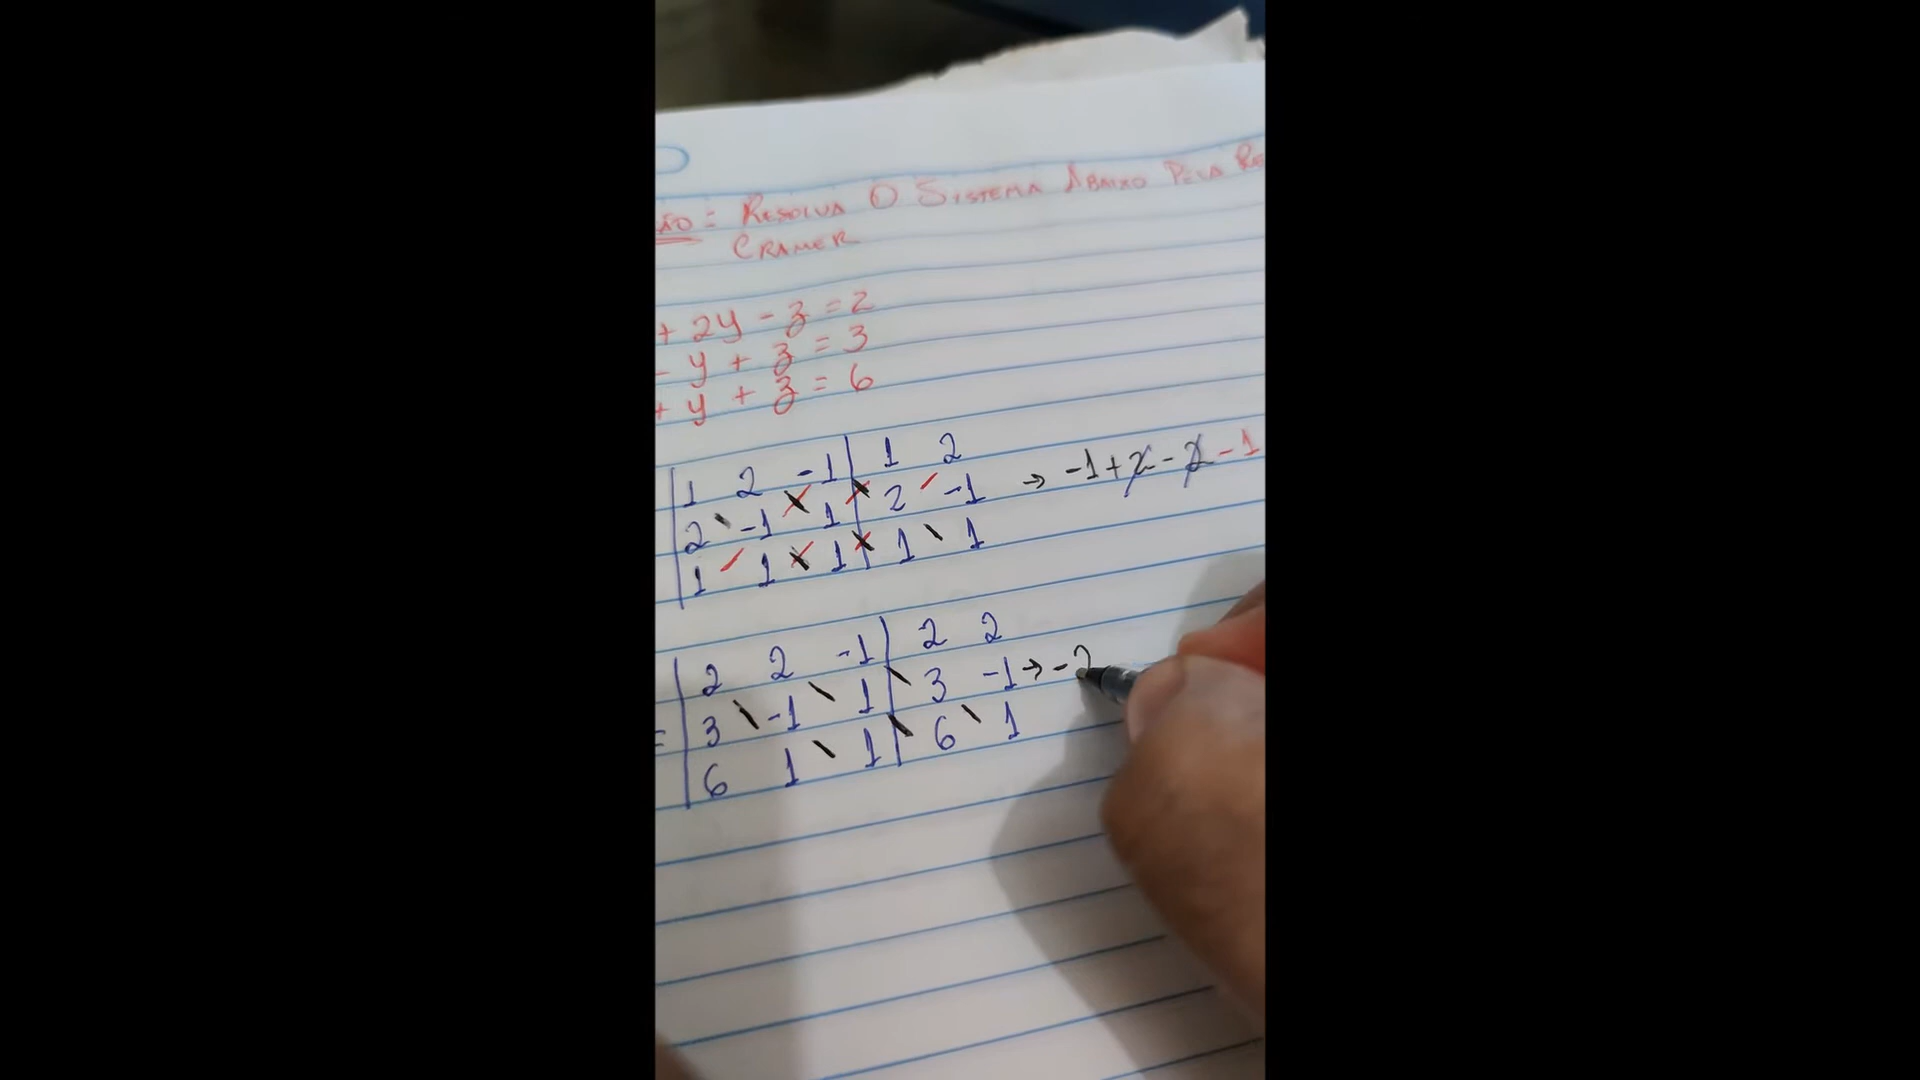 ÃO: RESOLVA O SISTEMA ABAIXO PELA RE
CRAMER
+ 2y - z = 2
- y + z = 3
+ y + z = 6
1 2 -1 | 1 2
2 -1 1 | 2 -1 → -1 + 2 - 2 - 1
1 1 1 | 1 1
2 2 -1 | 2 2
3 -1 1 | 3 -1 → -2
= 6 1 1 | 6 1